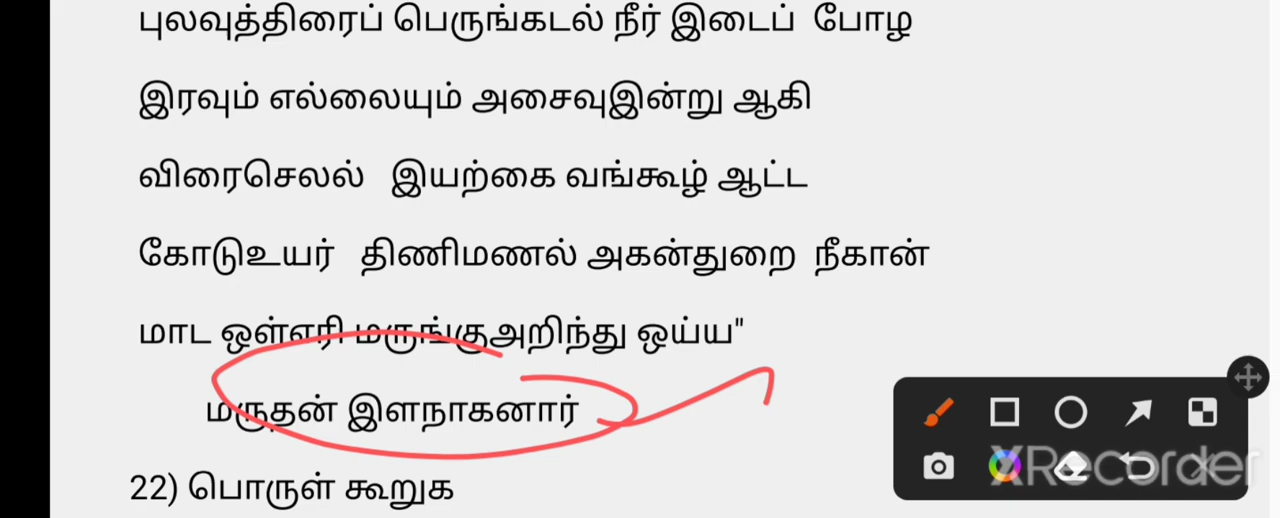 புலவுத்திரைப் பெருங்கடல் நீர் இடைப் போழ
இரவும் எல்லையும் அசைவுஇன்று ஆகி
விரைசெலல் இயற்கை வங்கூழ் ஆட்ட
கோடுஉயர் திணிமணல் அகன்துறை நீகான்
மாட ஒள்எரி மருங்குஅறிந்து ஒய்ய"
மருதன் இளநாகனார்
22) பொருள் கூறுக
XRecorder